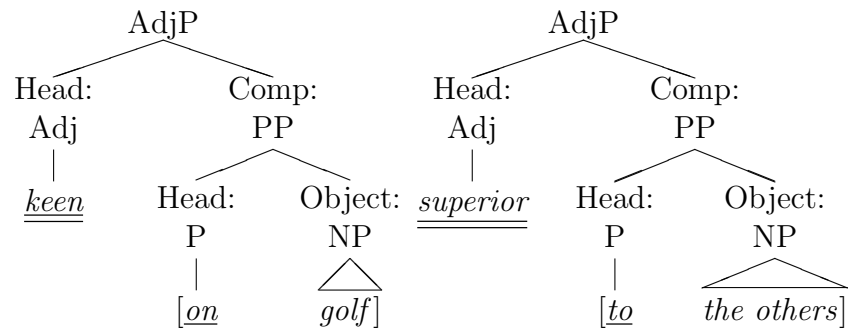 AdjP AdjP
Head: Comp: Head: Comp:
Adj PP Adj PP
keen Head: Object: superior Head: Object:
P NP P NP
[on golf] [to the others]